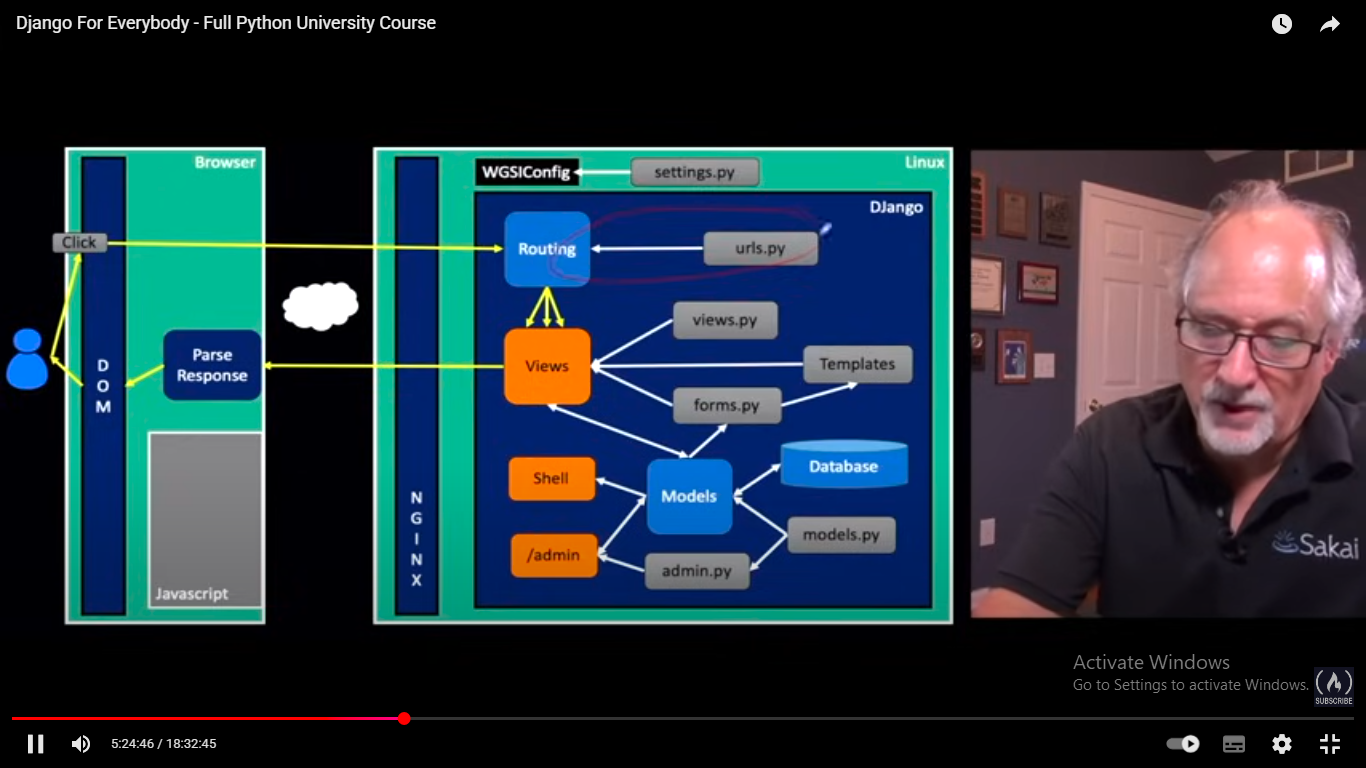 Django For Everybody - Full Python University Course
Browser
Click
DOM
Parse
Response
Javascript
NGINX
Linux
WGSIConfig
settings.py
DJango
Routing
urls.py
views.py
Views
Templates
forms.py
Shell
Models
Database
/admin
models.py
admin.py
Sakai
Activate Windows
Go to Settings to activate Windows.
SUBSCRIBE
5:24:46 / 18:32:45